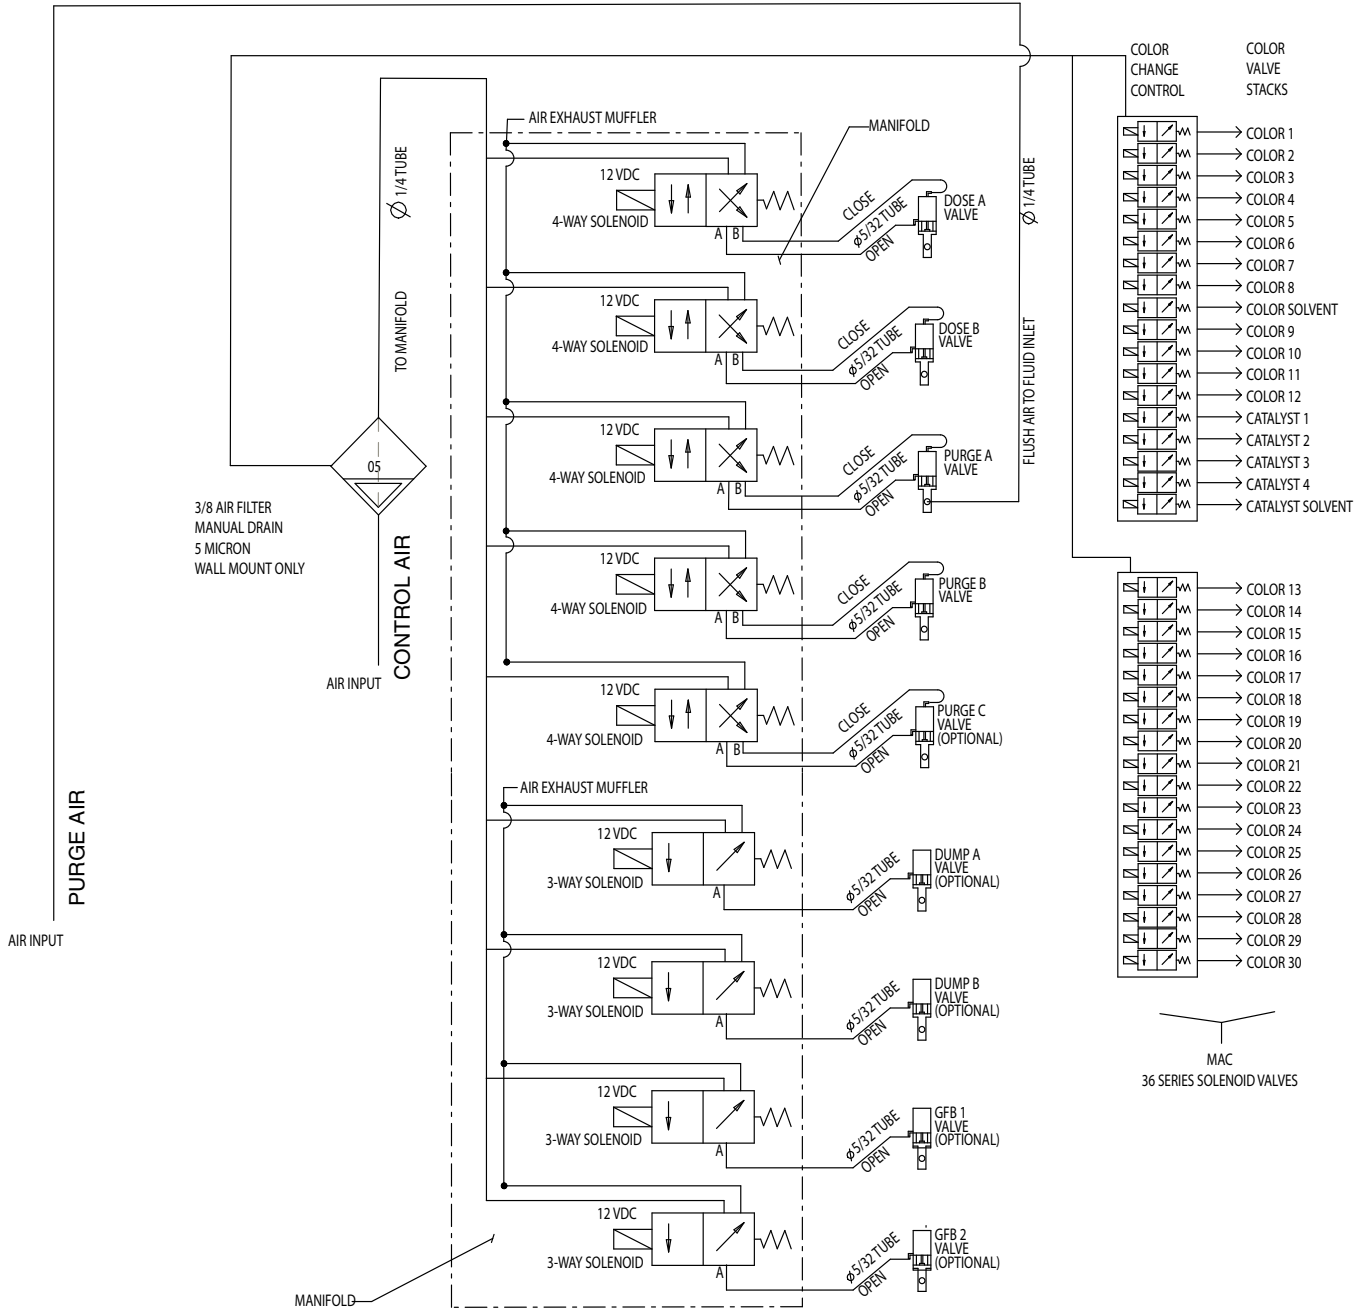 COLOR
CHANGE
CONTROL
COLOR
VALVE
STACKS
AIR EXHAUST MUFFLER
MANIFOLD
Ø 1/4 TUBE
TO MANIFOLD
12 VDC
4-WAY SOLENOID
A B
CLOSE
Ø5/32 TUBE
OPEN
DOSE A
VALVE
12 VDC
4-WAY SOLENOID
A B
CLOSE
Ø5/32 TUBE
OPEN
DOSE B
VALVE
12 VDC
4-WAY SOLENOID
A B
CLOSE
Ø5/32 TUBE
OPEN
PURGE A
VALVE
Ø 1/4 TUBE
FLUSH AIR TO FLUID INLET
05
3/8 AIR FILTER
MANUAL DRAIN
5 MICRON
WALL MOUNT ONLY
CONTROL AIR
AIR INPUT
12 VDC
4-WAY SOLENOID
A B
CLOSE
Ø5/32 TUBE
OPEN
PURGE B
VALVE
12 VDC
4-WAY SOLENOID
A B
CLOSE
Ø5/32 TUBE
OPEN
PURGE C
VALVE
(OPTIONAL)
AIR EXHAUST MUFFLER
12 VDC
3-WAY SOLENOID
A
Ø5/32 TUBE
OPEN
DUMP A
VALVE
(OPTIONAL)
PURGE AIR
AIR INPUT
12 VDC
3-WAY SOLENOID
A
Ø5/32 TUBE
OPEN
DUMP B
VALVE
(OPTIONAL)
12 VDC
3-WAY SOLENOID
A
Ø5/32 TUBE
OPEN
GFB 1
VALVE
(OPTIONAL)
12 VDC
3-WAY SOLENOID
A
Ø5/32 TUBE
OPEN
GFB 2
VALVE
(OPTIONAL)
MANIFOLD
COLOR 1
COLOR 2
COLOR 3
COLOR 4
COLOR 5
COLOR 6
COLOR 7
COLOR 8
COLOR SOLVENT
COLOR 9
COLOR 10
COLOR 11
COLOR 12
CATALYST 1
CATALYST 2
CATALYST 3
CATALYST 4
CATALYST SOLVENT
COLOR 13
COLOR 14
COLOR 15
COLOR 16
COLOR 17
COLOR 18
COLOR 19
COLOR 20
COLOR 21
COLOR 22
COLOR 23
COLOR 24
COLOR 25
COLOR 26
COLOR 27
COLOR 28
COLOR 29
COLOR 30
MAC
36 SERIES SOLENOID VALVES